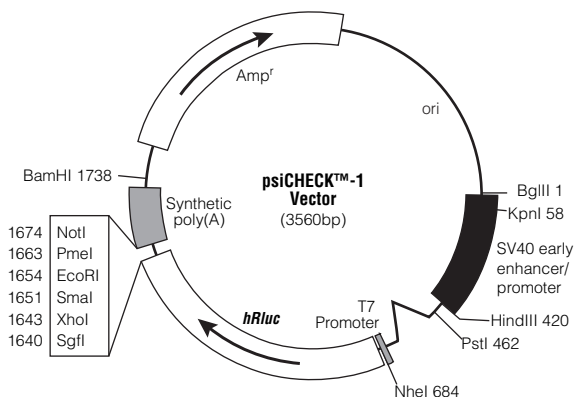 Ampʳ
ori
BamHI 1738
psiCHECK™-1
Vector
(3560bp)
BglII 1
KpnI 58
Synthetic
poly(A)
SV40 early
enhancer/
promoter
1674 NotI
1663 PmeI
1654 EcoRI
1651 SmaI
1643 XhoI
1640 SgfI
hRluc
T7
Promoter
HindIII 420
PstI 462
NheI 684